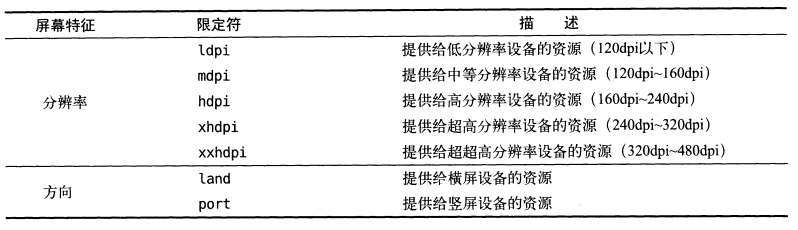 屏幕特征 限定符 描 述
ldpi 提供给低分辨率设备的资源（120dpi以下）
mdpi 提供给中等分辨率设备的资源（120dpi~160dpi）
分辨率 hdpi 提供给高分辨率设备的资源（160dpi~240dpi）
xhdpi 提供给超高分辨率设备的资源（240dpi~320dpi）
xxhdpi 提供给超超高分辨率设备的资源（320dpi~480dpi）
方向 land 提供给横屏设备的资源
port 提供给竖屏设备的资源